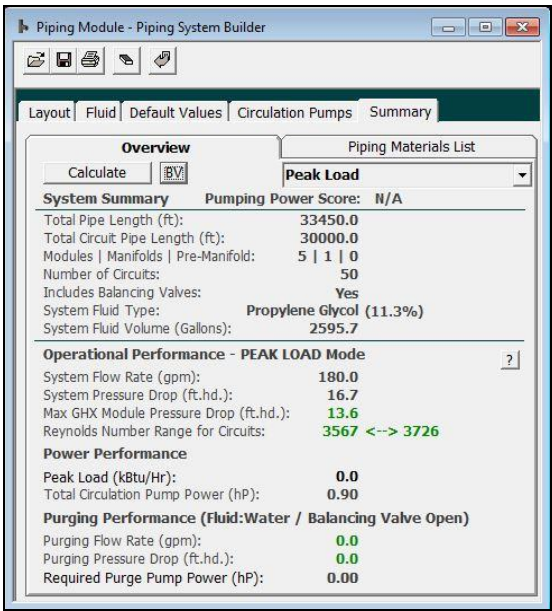 Piping Module - Piping System Builder
Layout Fluid Default Values Circulation Pumps Summary
Overview Piping Materials List
Calculate BV Peak Load
System Summary Pumping Power Score: N/A
Total Pipe Length (ft): 33450.0
Total Circuit Pipe Length (ft): 30000.0
Modules | Manifolds | Pre-Manifold: 5 | 1 | 0
Number of Circuits: 50
Includes Balancing Valves: Yes
System Fluid Type: Propylene Glycol (11.3%)
System Fluid Volume (Gallons): 2595.7
Operational Performance - PEAK LOAD Mode ?
System Flow Rate (gpm): 180.0
System Pressure Drop (ft.hd.): 16.7
Max GHX Module Pressure Drop (ft.hd.): 13.6
Reynolds Number Range for Circuits: 3567 <--> 3726
Power Performance
Peak Load (kBtu/Hr): 0.0
Total Circulation Pump Power (hP): 0.90
Purging Performance (Fluid:Water / Balancing Valve Open)
Purging Flow Rate (gpm): 0.0
Purging Pressure Drop (ft.hd.): 0.0
Required Purge Pump Power (hP): 0.00